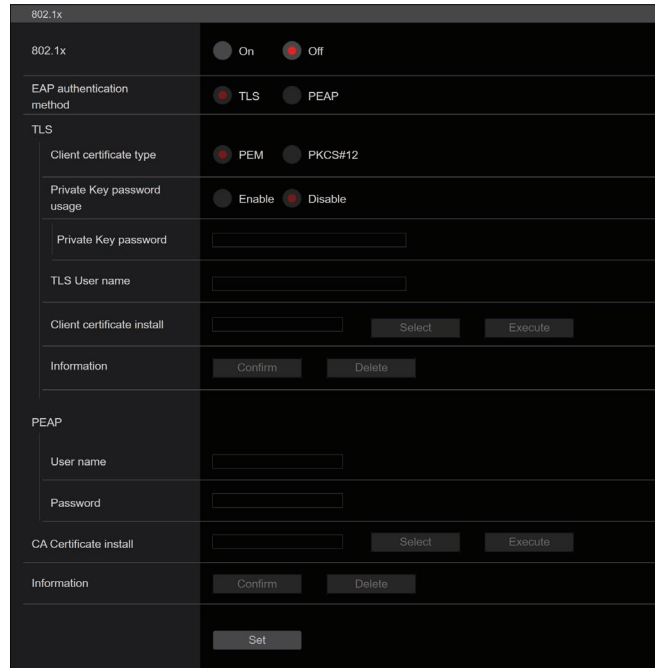 802.1x
802.1x On Off
EAP authentication
method TLS PEAP
TLS
Client certificate type PEM PKCS#12
Private Key password
usage Enable Disable
Private Key password
TLS User name
Client certificate install Select Execute
Information Confirm Delete
PEAP
User name
Password
CA Certificate install Select Execute
Information Confirm Delete
Set